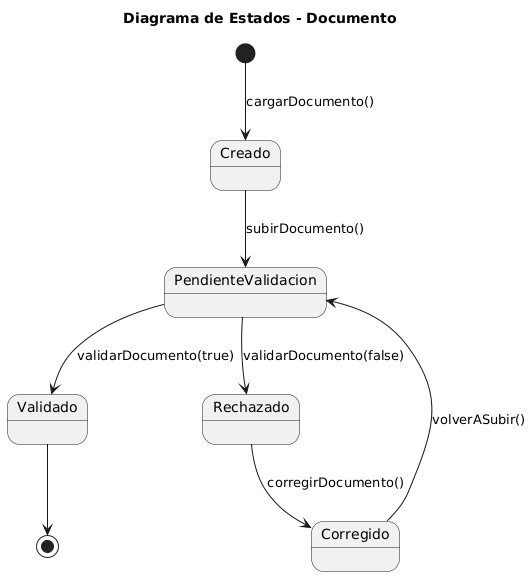 Diagrama de Estados - Documento
cargarDocumento()
Creado
subirDocumento()
PendienteValidacion
validarDocumento(true)
validarDocumento(false)
Validado
Rechazado
volverASubir()
corregirDocumento()
Corregido